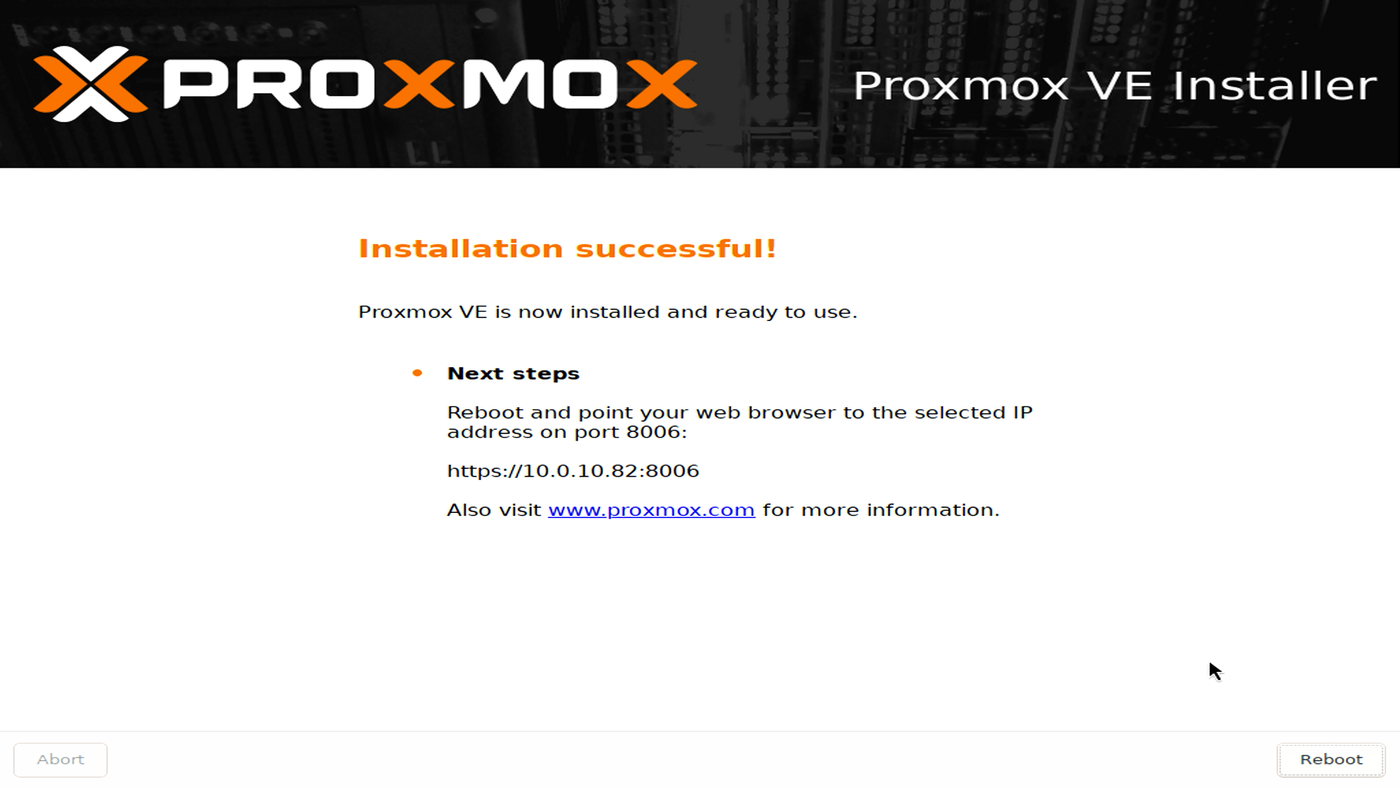 PROXMOX
Proxmox VE Installer
Installation successful!
Proxmox VE is now installed and ready to use.
Next steps
Reboot and point your web browser to the selected IP
address on port 8006:
https://10.0.10.82:8006
Also visit www.proxmox.com for more information.
Abort
Reboot